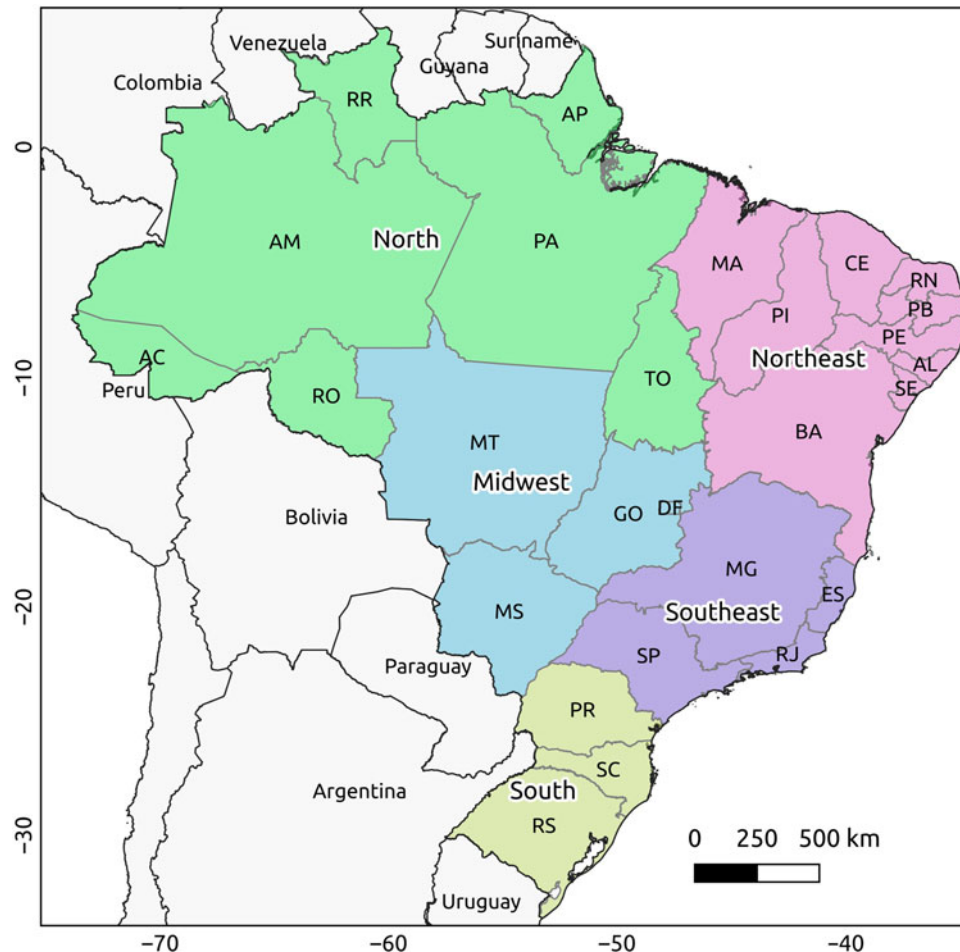 Venezuela
Suriname
Colombia
Guyana
RR
AP
0
AM
North
PA
MA
CE
RN
PB
PI
PE
Northeast
AL
AC
Peru
SE
-10
RO
TO
BA
MT
Midwest
GO
DF
Bolivia
MG
ES
-20
MS
Southeast
SP
RJ
Paraguay
PR
SC
Argentina
South
RS
-30
0 250 500 km
Uruguay
−70 −60 −50 −40